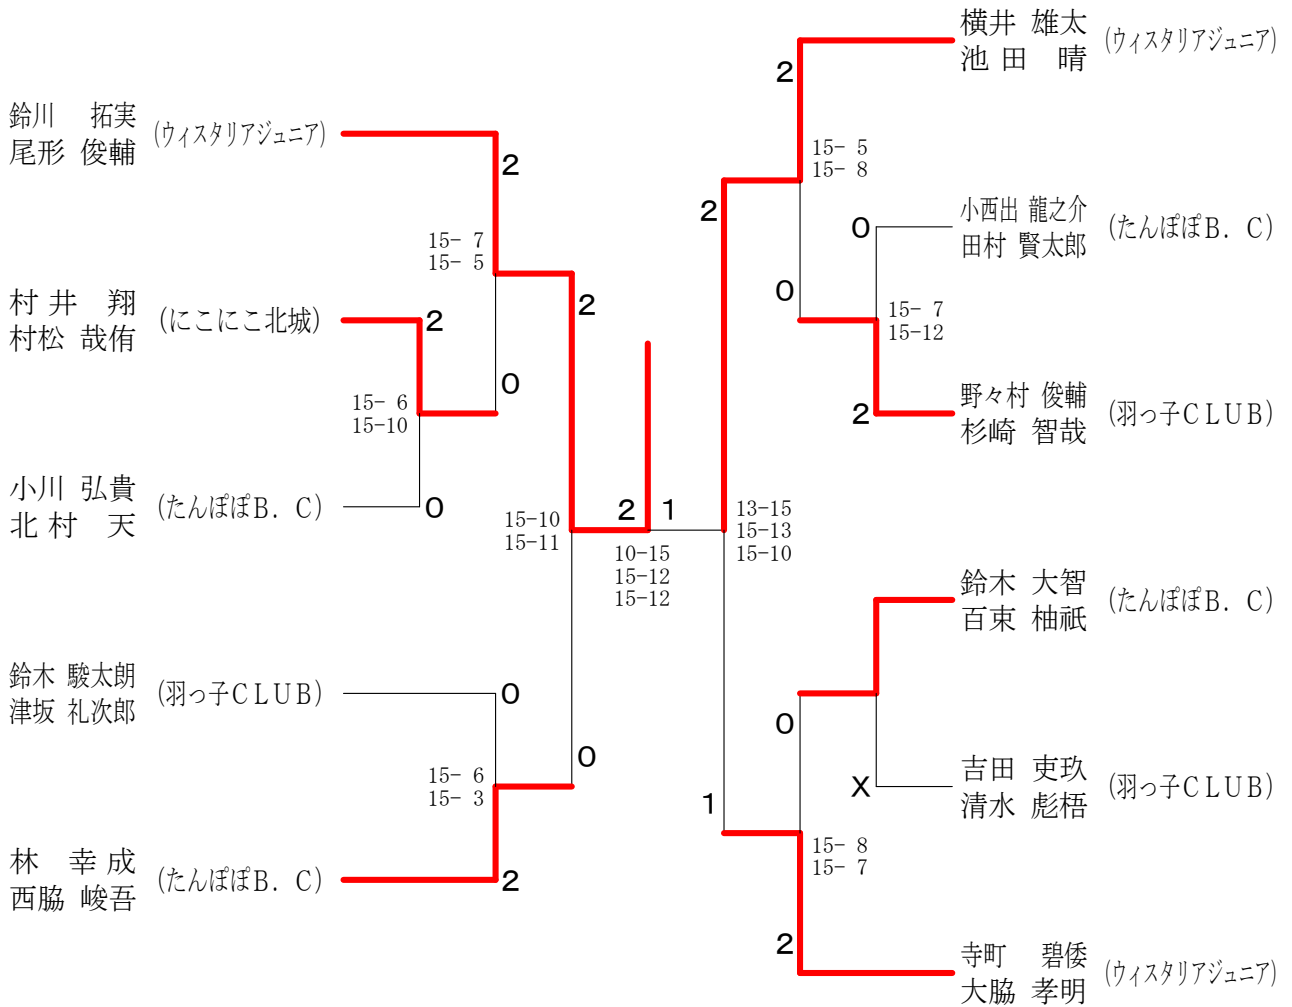 鈴川 拓実
尾形 俊輔
(ウィスタリアジュニア)
2
15- 7
15- 5
村井 翔
村松 哉侑
(にこにこ北城)
2
0
15- 6
15-10
小川 弘貴
北村 天
(たんぽぽB. C)
0
2
15-10
15-11
鈴木 駿太朗
津坂 礼次郎
(羽っ子CLUB)
0
15- 6
15- 3
0
林 幸成
西脇 峻吾
(たんぽぽB. C)
2
2
1
10-15
15-12
15-12
横井 雄太
池田 晴
(ウィスタリアジュニア)
2
15- 5
15- 8
2
小西出 龍之介
田村 賢太郎
(たんぽぽB. C)
0
0
15- 7
15-12
野々村 俊輔
杉崎 智哉
(羽っ子CLUB)
2
13-15
15-13
15-10
鈴木 大智
百束 柚祇
(たんぽぽB. C)
0
吉田 吏玖
清水 彪梧
(羽っ子CLUB)
X
1
15- 8
15- 7
寺町 碧倭
大脇 孝明
(ウィスタリアジュニア)
2